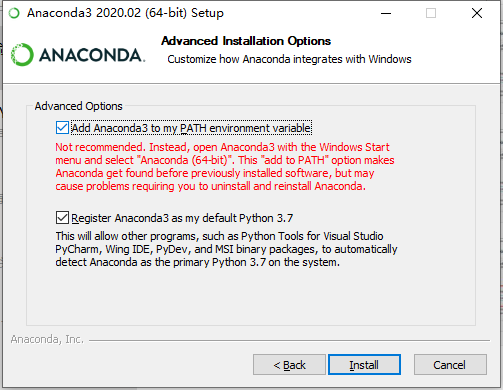 Anaconda3 2020.02 (64-bit) Setup
ANACONDA.
Advanced Installation Options
Customize how Anaconda integrates with Windows
Advanced Options
Add Anaconda3 to my PATH environment variable
Not recommended. Instead, open Anaconda3 with the Windows Start
menu and select "Anaconda (64-bit)". This "add to PATH" option makes
Anaconda get found before previously installed software, but may
cause problems requiring you to uninstall and reinstall Anaconda.
Register Anaconda3 as my default Python 3.7
This will allow other programs, such as Python Tools for Visual Studio
PyCharm, Wing IDE, PyDev, and MSI binary packages, to automatically
detect Anaconda as the primary Python 3.7 on the system.
Anaconda, Inc.
< Back
Install
Cancel